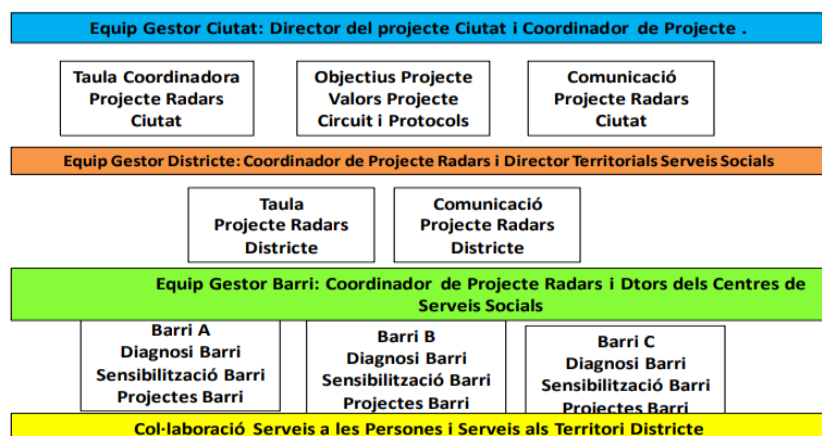 Equip Gestor Ciutat: Director del projecte Ciutat i Coordinador de Projecte .
Taula Coordinadora
Projecte Radars
Ciutat
Objectius Projecte
Valors Projecte
Circuit i Protocols
Comunicació
Projecte Radars
Ciutat
Equip Gestor Districte: Coordinador de Projecte Radars i Director Territorials Serveis Socials
Taula
Projecte Radars
Districte
Comunicació
Projecte Radars
Districte
Equip Gestor Barri: Coordinador de Projecte Radars i Dtors dels Centres de
Serveis Socials
Barri A
Diagnosi Barri
Sensibilització Barri
Projectes Barri
Barri B
Diagnosi Barri
Sensibilització Barri
Projectes Barri
Barri C
Diagnosi Barri
Sensibilització Barri
Projectes Barri
Col·laboració Serveis a les Persones i Serveis als Territori Districte